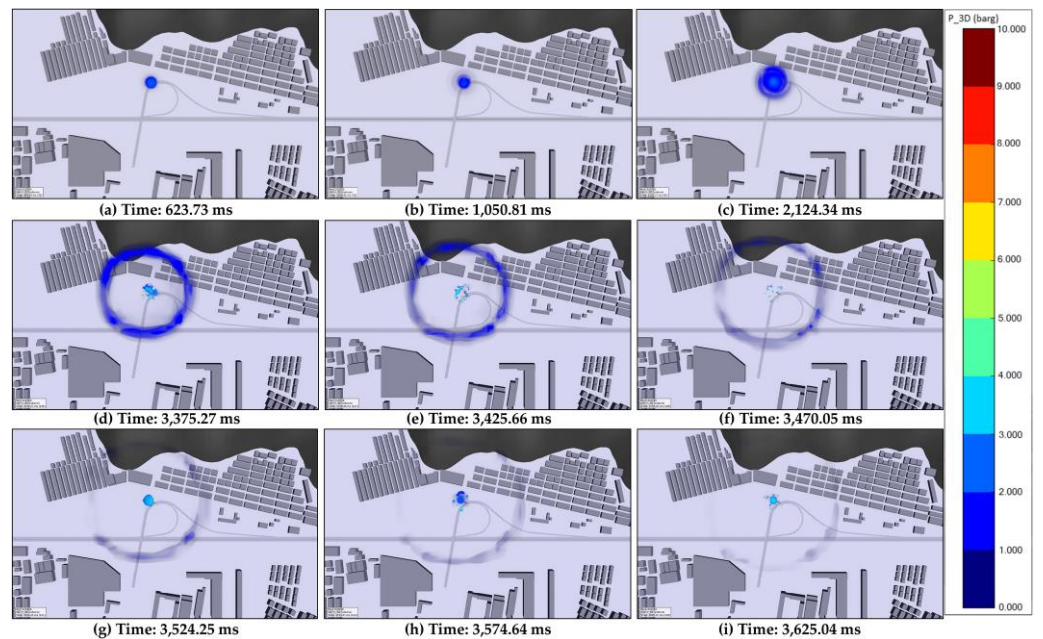 P_3D (barg)
10.000
9.000
8.000
7.000
6.000
5.000
4.000
3.000
2.000
1.000
0.000
(a) Time: 623.73 ms
(b) Time: 1,050.81 ms
(c) Time: 2,124.34 ms
(d) Time: 3,375.27 ms
(e) Time: 3,425.66 ms
(f) Time: 3,470.05 ms
(g) Time: 3,524.25 ms
(h) Time: 3,574.64 ms
(i) Time: 3,625.04 ms